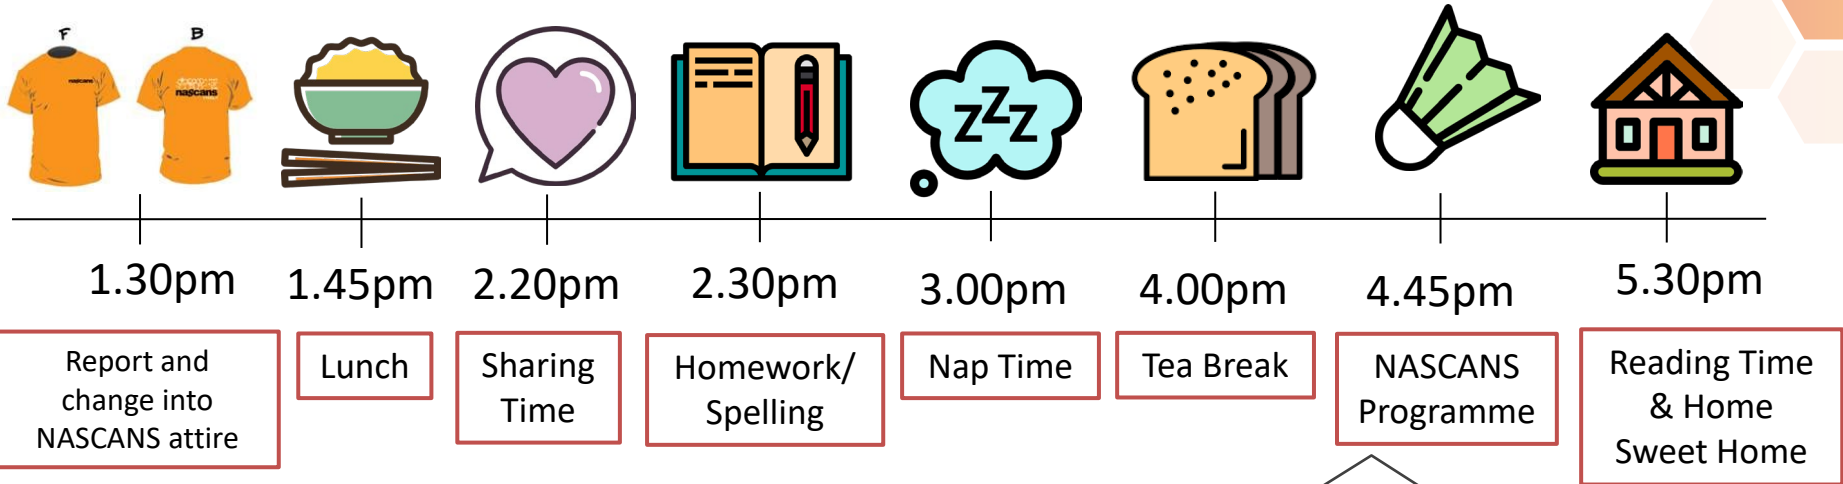 F
B
nascans
nascans
zzz
1.30pm
1.45pm
2.20pm
2.30pm
3.00pm
4.00pm
4.45pm
5.30pm
Report and
change into
NASCANS attire
Lunch
Sharing
Time
Homework/
Spelling
Nap Time
Tea Break
NASCANS
Programme
Reading Time
& Home
Sweet Home